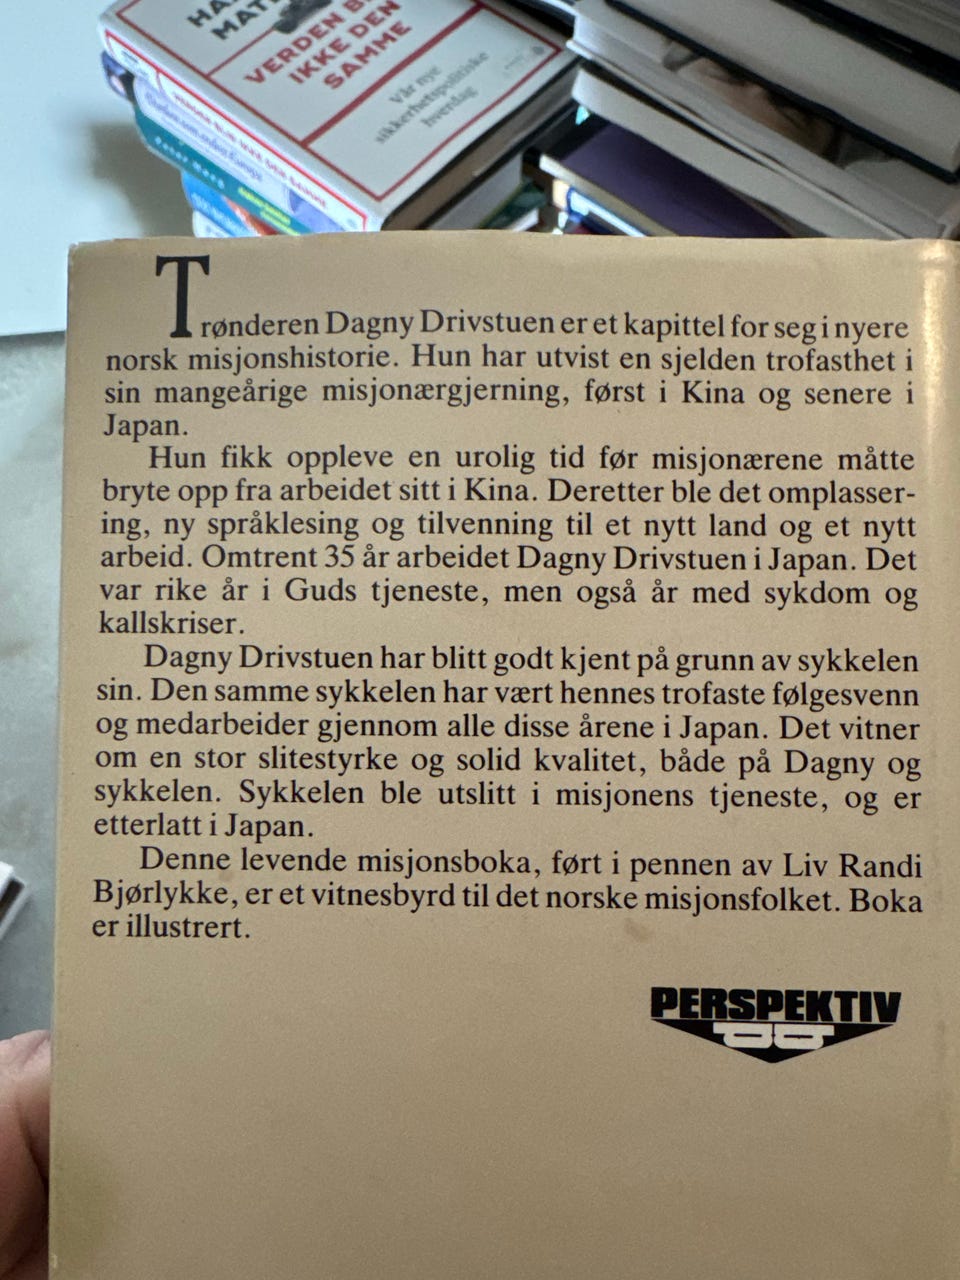 MAT
VERDEN BL
IKKE DEN
SAMME
Vår nye
sikkerhetspolitiske
hverdag
Trønderen Dagny Drivstuen er et kapittel for seg i nyere
norsk misjonshistorie. Hun har utvist en sjelden trofasthet i
sin mangeårige misjonærgjerning, først i Kina og senere i
Japan.
Hun fikk oppleve en urolig tid før misjonærene måtte
bryte opp fra arbeidet sitt i Kina. Deretter ble det omplasser-
ing, ny språklesing og tilvenning til et nytt land og et nytt
arbeid. Omtrent 35 år arbeidet Dagny Drivstuen i Japan. Det
var rike år i Guds tjeneste, men også år med sykdom og
kallskriser.
Dagny Drivstuen har blitt godt kjent på grunn av sykkelen
sin. Den samme sykkelen har vært hennes trofaste følgesvenn
og medarbeider gjennom alle disse årene i Japan. Det vitner
om en stor slitestyrke og solid kvalitet, både på Dagny og
sykkelen. Sykkelen ble utslitt i misjonens tjeneste, og er
etterlatt i Japan.
Denne levende misjonsboka, ført i pennen av Liv Randi
Bjørlykke, er et vitnesbyrd til det norske misjonsfolket. Boka
er illustrert.
PERSPEKTIV